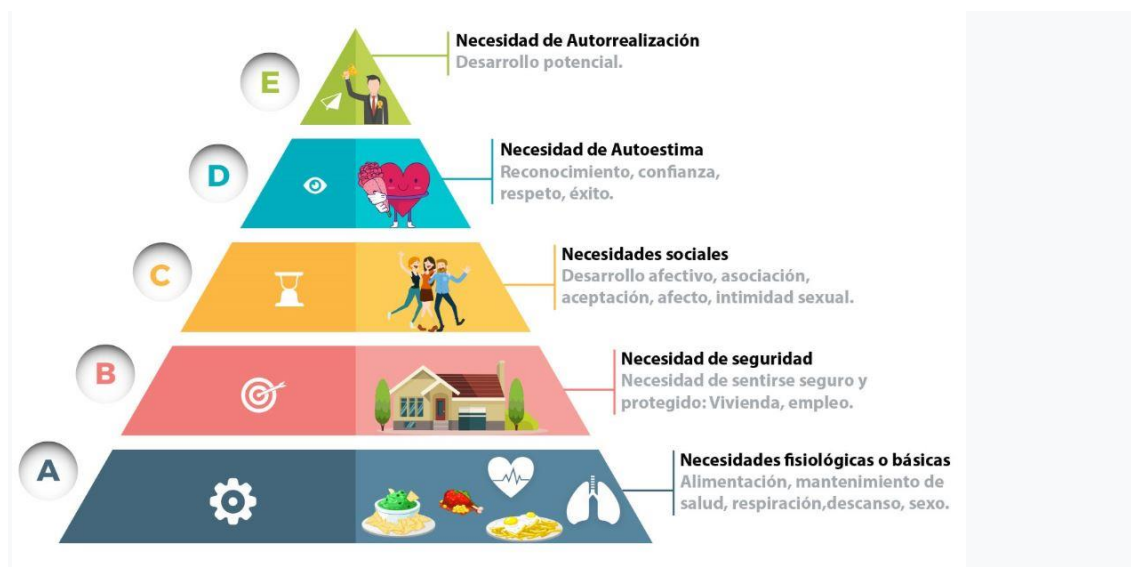 E
Necesidad de Autorrealización
Desarrollo potencial.
D
Necesidad de Autoestima
Reconocimiento, confianza,
respeto, éxito.
C
Necesidades sociales
Desarrollo afectivo, asociación,
aceptación, afecto, intimidad sexual.
B
Necesidad de seguridad
Necesidad de sentirse seguro y
protegido: Vivienda, empleo.
A
Necesidades fisiológicas o básicas
Alimentación, mantenimiento de
salud, respiración,descanso, sexo.